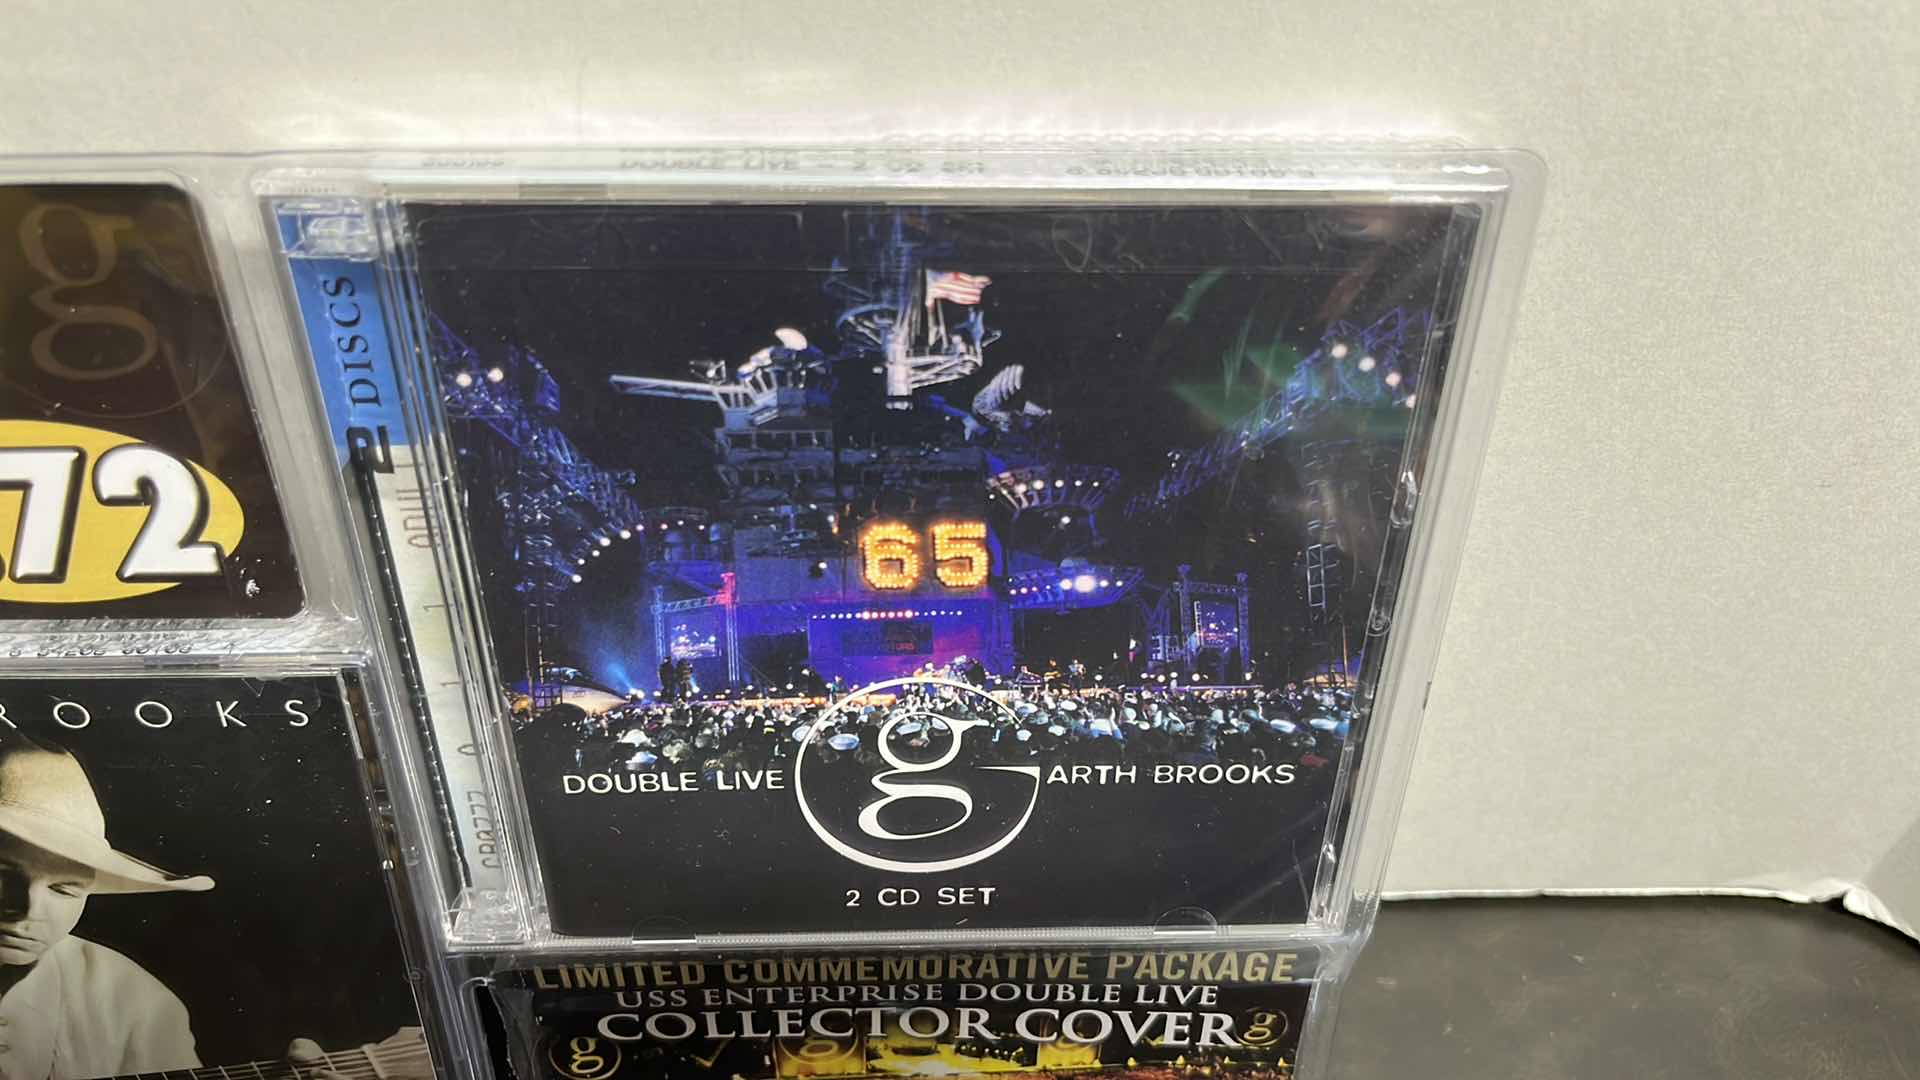 g
72
ROOKS
2 DISCS
65
DOUBLE LIVE gARTH BROOKS
2 CD SET
LIMITED COMMEMORATIVE PACKAGE
USS ENTERPRISE DOUBLE LIVE
COLLECTOR COVER g
g